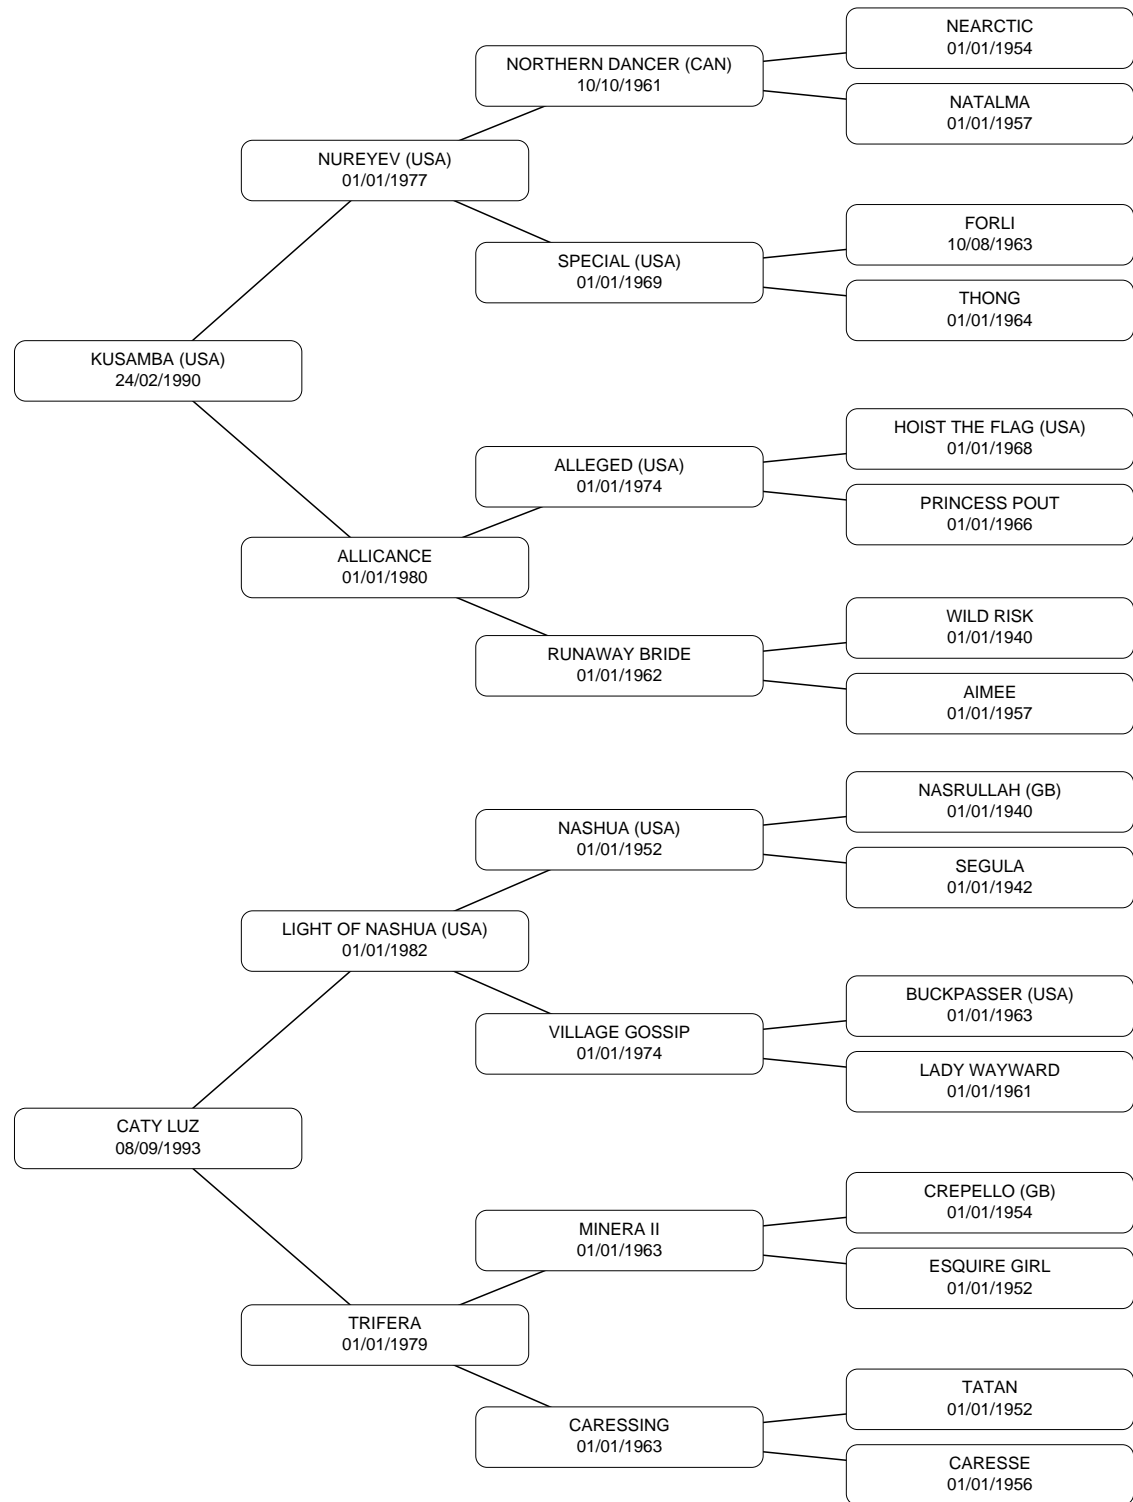 NEARCTIC
01/01/1954
NORTHERN DANCER (CAN)
10/10/1961
NATALMA
01/01/1957
NUREYEV (USA)
01/01/1977
FORLI
10/08/1963
SPECIAL (USA)
01/01/1969
THONG
01/01/1964
KUSAMBA (USA)
24/02/1990
HOIST THE FLAG (USA)
01/01/1968
ALLEGED (USA)
01/01/1974
PRINCESS POUT
01/01/1966
ALLICANCE
01/01/1980
WILD RISK
01/01/1940
RUNAWAY BRIDE
01/01/1962
AIMEE
01/01/1957
NASRULLAH (GB)
01/01/1940
NASHUA (USA)
01/01/1952
SEGULA
01/01/1942
LIGHT OF NASHUA (USA)
01/01/1982
BUCKPASSER (USA)
01/01/1963
VILLAGE GOSSIP
01/01/1974
LADY WAYWARD
01/01/1961
CATY LUZ
08/09/1993
CREPELLO (GB)
01/01/1954
MINERA II
01/01/1963
ESQUIRE GIRL
01/01/1952
TRIFERA
01/01/1979
TATAN
01/01/1952
CARESSING
01/01/1963
CARESSE
01/01/1956